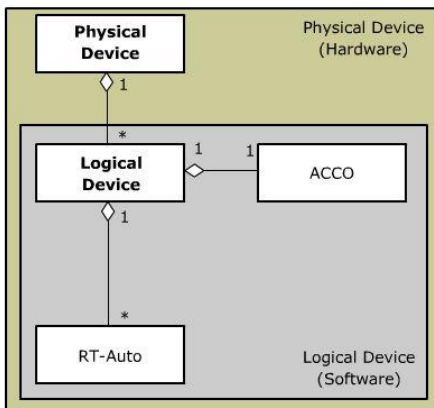 Physical
Device
Physical Device
(Hardware)
1
*
Logical
Device
1
1
ACCO
1
*
RT-Auto
Logical Device
(Software)